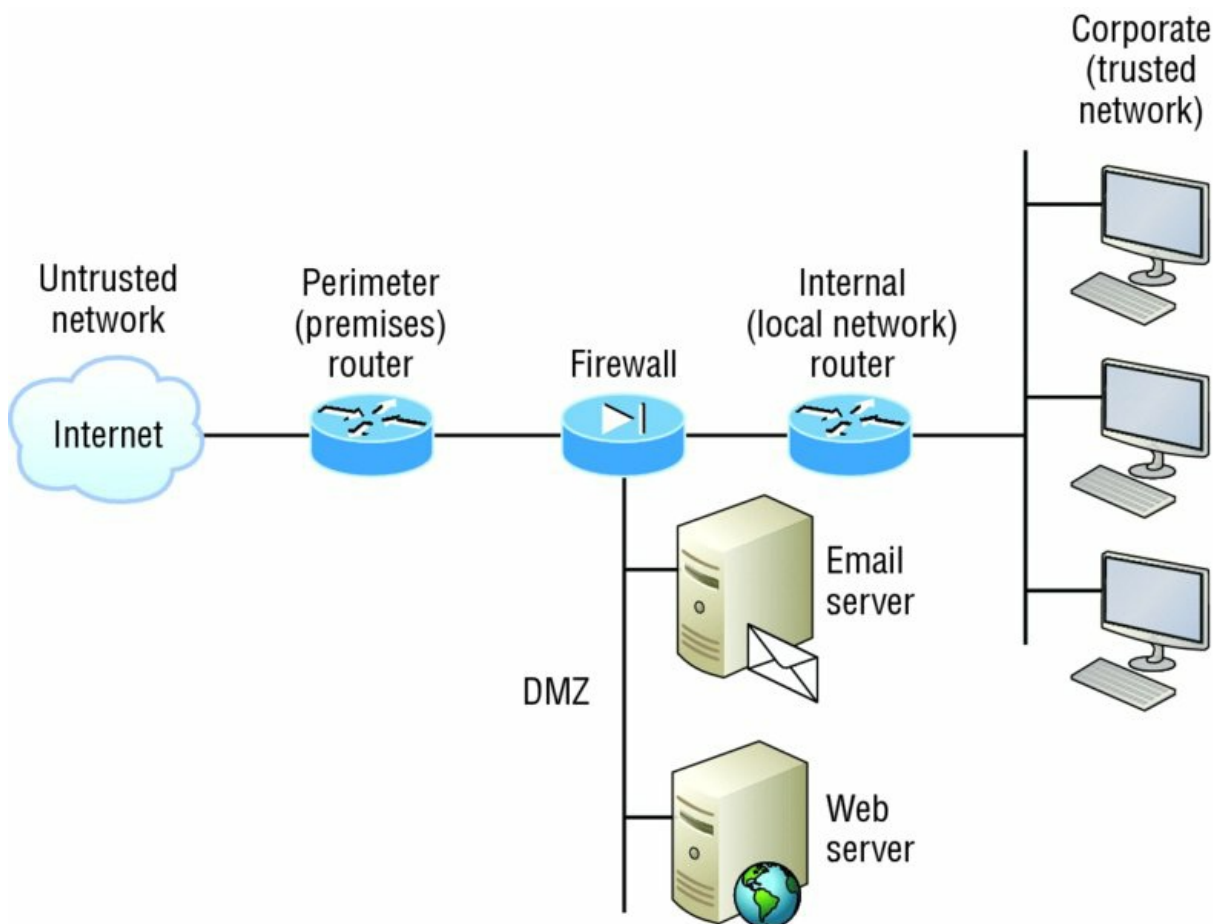 Corporate
(trusted
network)
Untrusted
network
Perimeter
(premises)
router
Firewall
Internal
(local network)
router
Internet
Email
server
DMZ
Web
server